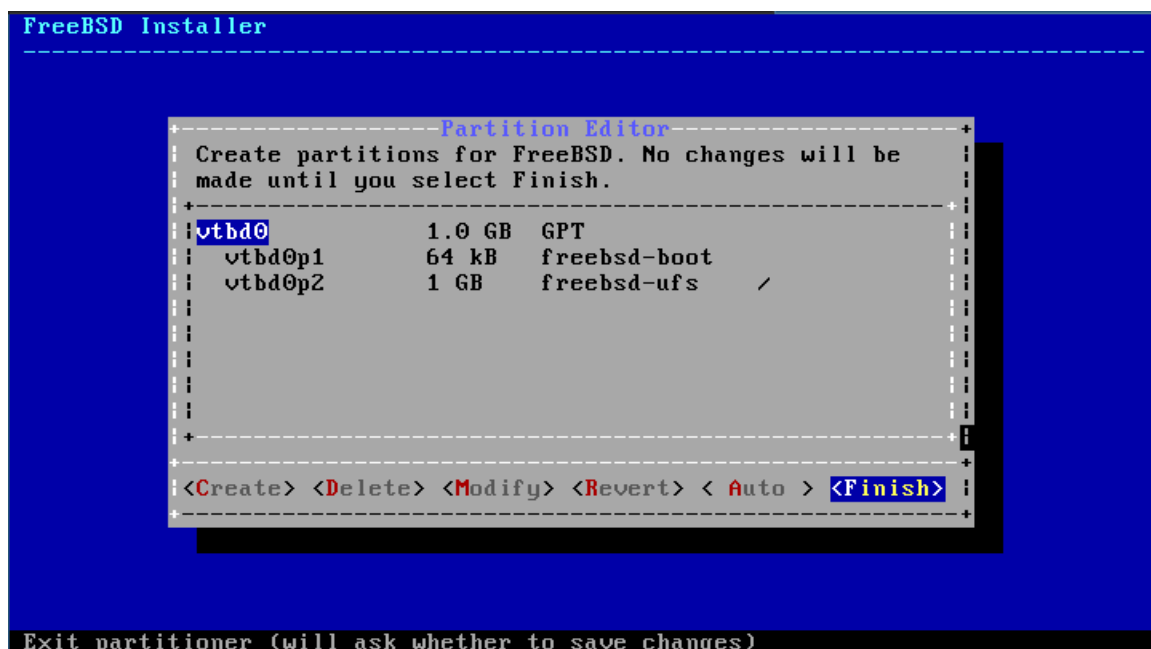 FreeBSD Installer
Partition Editor
Create partitions for FreeBSD. No changes will be
made until you select Finish.
vtbd0 1.0 GB GPT
vtbd0p1 64 kB freebsd-boot
vtbd0p2 1 GB freebsd-ufs /
<Create> <Delete> <Modify> <Revert> < Auto > <Finish>
Exit partitioner (will ask whether to save changes)